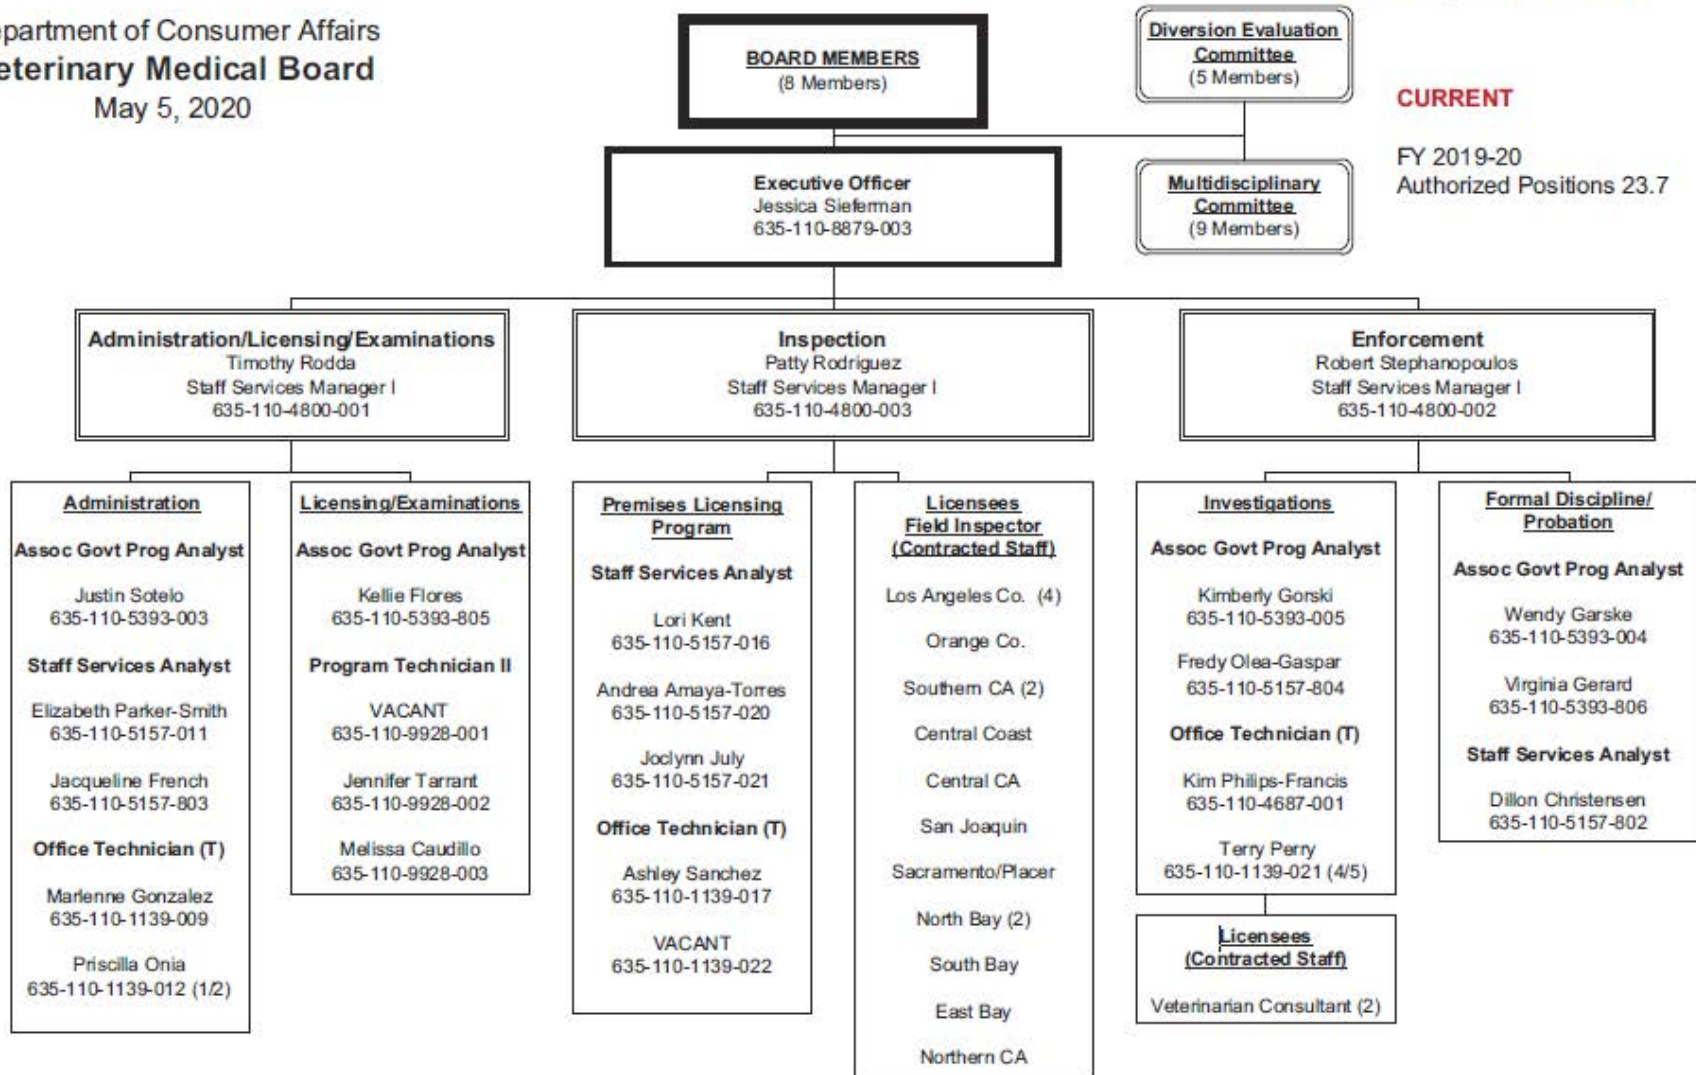 epartment of Consumer Affairs
eterinary Medical Board
May 5, 2020
BOARD MEMBERS
(8 Members)
Diversion Evaluation
Committee
(5 Members)
CURRENT
FY 2019-20
Authorized Positions 23.7
Executive Officer
Jessica Sieferman
635-110-8879-003
Multidisciplinary
Committee
(9 Members)
Administration/Licensing/Examinations
Timothy Rodda
Staff Services Manager I
635-110-4800-001
Inspection
Patty Rodriguez
Staff Services Manager I
635-110-4800-003
Enforcement
Robert Stephanopoulos
Staff Services Manager I
635-110-4800-002
Administration
Assoc Govt Prog Analyst
Justin Sotelo
635-110-5393-003
Staff Services Analyst
Elizabeth Parker-Smith
635-110-5157-011
Jacqueline French
635-110-5157-803
Office Technician (T)
Marlenne Gonzalez
635-110-1139-009
Priscilla Onia
635-110-1139-012 (1/2)
Licensing/Examinations
Assoc Govt Prog Analyst
Kellie Flores
635-110-5393-805
Program Technician II
VACANT
635-110-9928-001
Jennifer Tarrant
635-110-9928-002
Melissa Caudillo
635-110-9928-003
Premises Licensing
Program
Staff Services Analyst
Lori Kent
635-110-5157-016
Andrea Amaya-Torres
635-110-5157-020
Joclynn July
635-110-5157-021
Office Technician (T)
Ashley Sanchez
635-110-1139-017
VACANT
635-110-1139-022
Licensees
Field Inspector
(Contracted Staff)
Los Angeles Co. (4)
Orange Co.
Southern CA (2)
Central Coast
Central CA
San Joaquin
Sacramento/Placer
North Bay (2)
South Bay
East Bay
Northern CA
Investigations
Assoc Govt Prog Analyst
Kimberly Gorski
635-110-5393-005
Fredy Olea-Gaspar
635-110-5157-804
Office Technician (T)
Kim Philips-Francis
635-110-4687-001
Terry Perry
635-110-1139-021 (4/5)
Licensees
(Contracted Staff)
Veterinarian Consultant (2)
Formal Discipline/
Probation
Assoc Govt Prog Analyst
Wendy Garske
635-110-5393-004
Virginia Gerard
635-110-5393-806
Staff Services Analyst
Dillon Christensen
635-110-5157-802